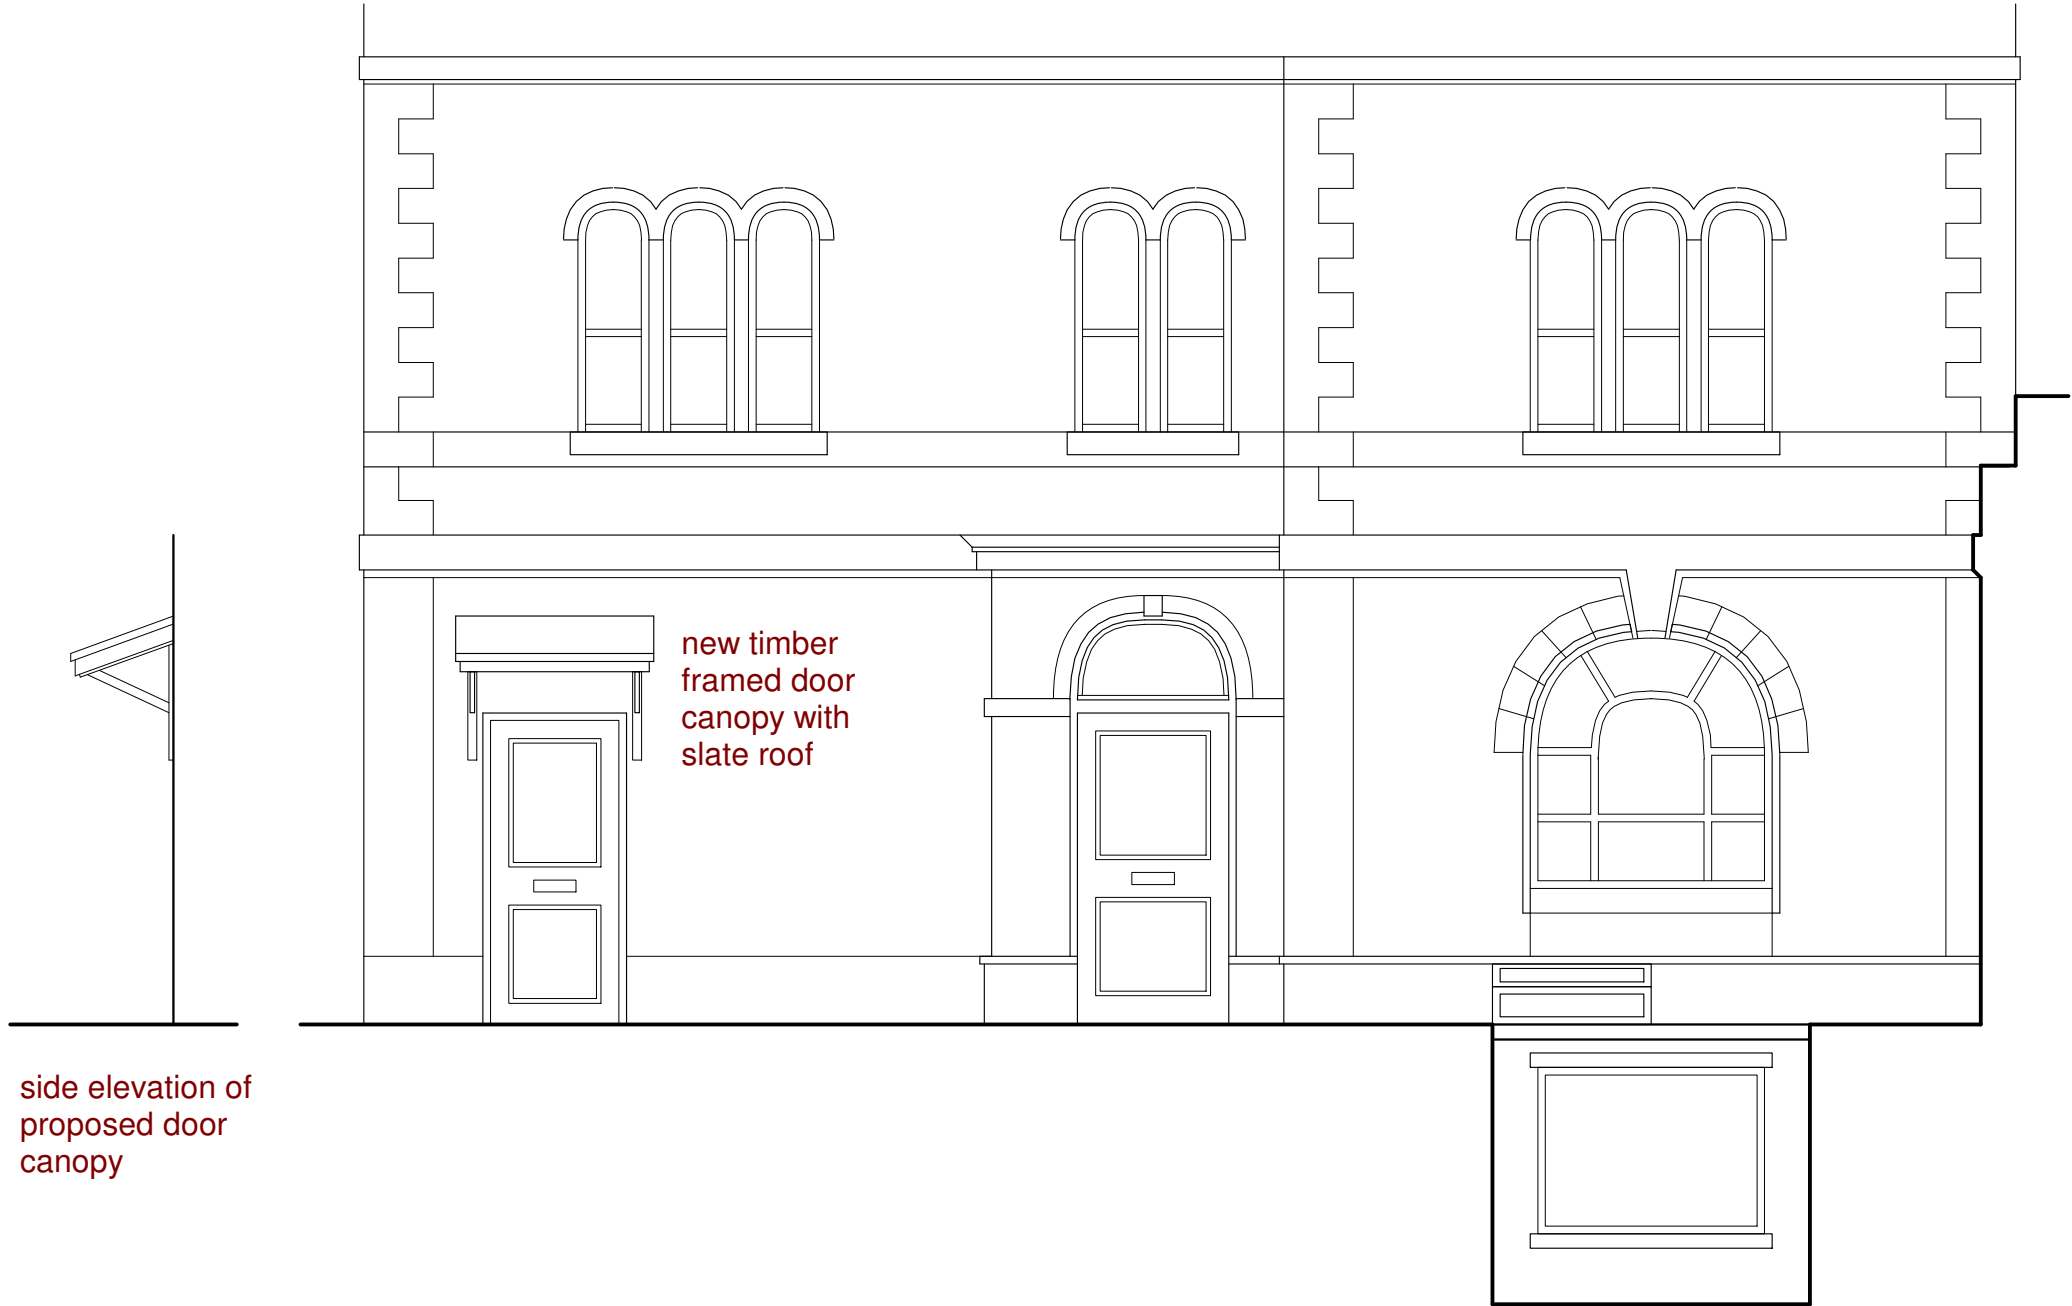 new timber
framed door
canopy with
slate roof
side elevation of
proposed door
canopy